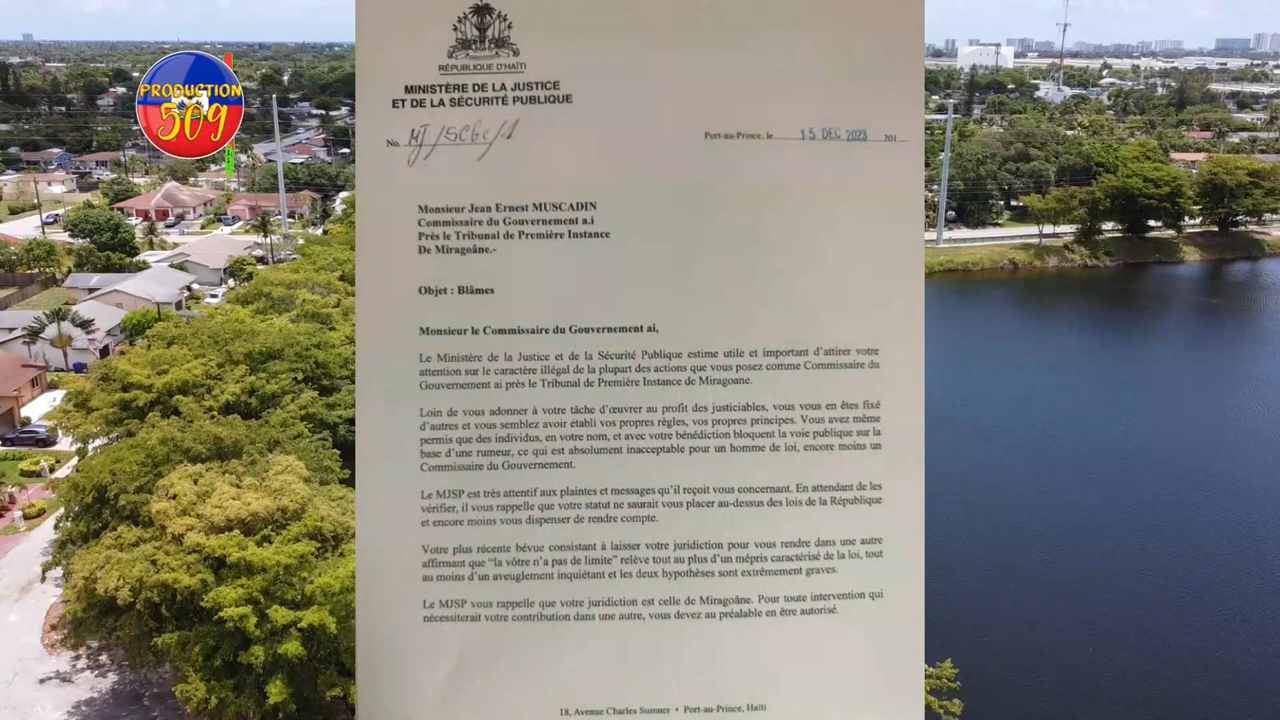 PRODUCTION
509
RÉPUBLIQUE D'HAÏTI
MINISTÈRE DE LA JUSTICE
ET DE LA SÉCURITÉ PUBLIQUE
No.
Port-au-Prince, le 15 DEC 2023 201
Monsieur Jean Ernest MUSCADIN
Commissaire du Gouvernement a.i
Près le Tribunal de Première Instance
De Miragoâne.-
Objet : Blâmes
Monsieur le Commissaire du Gouvernement ai,
Le Ministère de la Justice et de la Sécurité Publique estime utile et important d'attirer votre
attention sur le caractère illégal de la plupart des actions que vous posez comme Commissaire du
Gouvernement ai près le Tribunal de Première Instance de Miragoane.
Loin de vous adonner à votre tâche d'œuvrer au profit des justiciables, vous vous en êtes fixé
d'autres et vous semblez avoir établi vos propres règles, vos propres principes. Vous avez même
permis que des individus, en votre nom, et avec votre bénédiction bloquent la voie publique sur la
base d'une rumeur, ce qui est absolument inacceptable pour un homme de loi, encore moins un
Commissaire du Gouvernement.
Le MJSP est très attentif aux plaintes et messages qu'il reçoit vous concernant. En attendant de les
vérifier, il vous rappelle que votre statut ne saurait vous placer au-dessus des lois de la République
et encore moins vous dispenser de rendre compte.
Votre plus récente bévue consistant à laisser votre juridiction pour vous rendre dans une autre
affirmant que "la vôtre n'a pas de limite" relève tout au plus d'un mépris caractérisé de la loi, tout
au moins d'un aveuglement inquiétant et les deux hypothèses sont extrêmement graves.
Le MJSP vous rappelle que votre juridiction est celle de Miragoâne. Pour toute intervention qui
nécessiterait votre contribution dans une autre, vous devez au préalable en être autorisé.
18, Avenue Charles Sumner • Port-au-Prince, Haïti